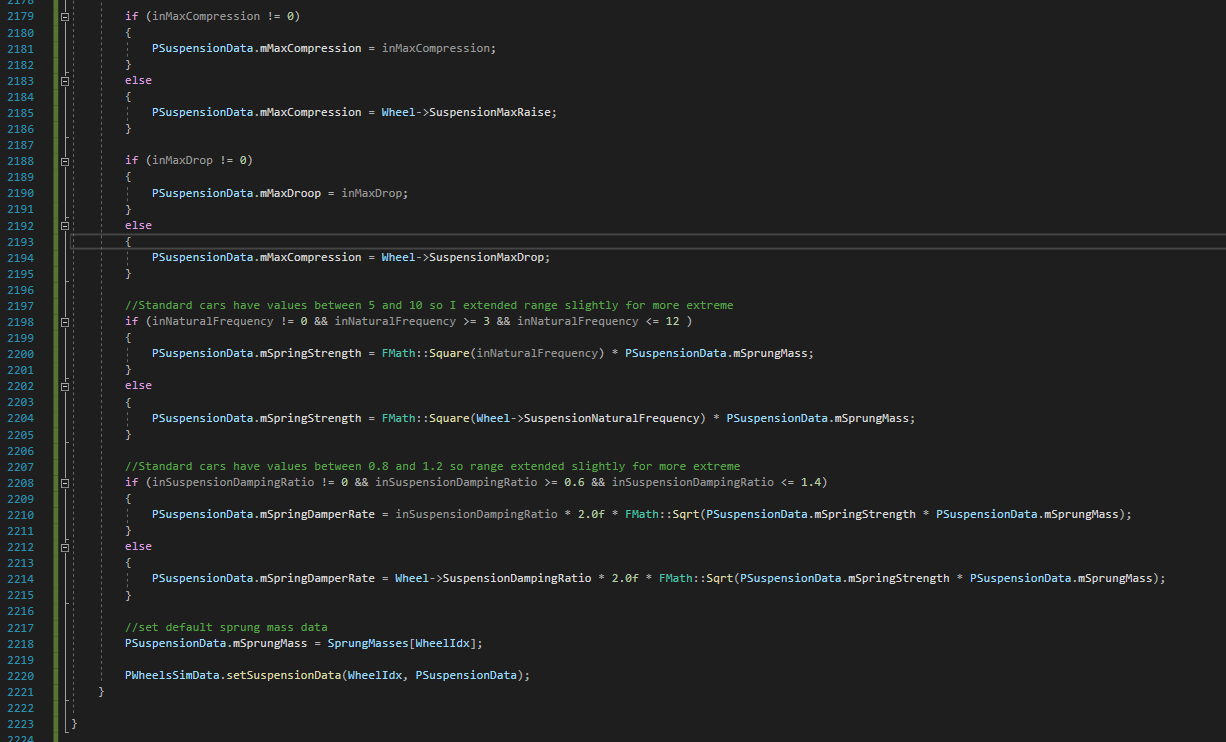 2178
2179 if (inMaxCompression != 0)
2180 {
2181 PSuspensionData.mMaxCompression = inMaxCompression;
2182 }
2183 else
2184 {
2185 PSuspensionData.mMaxCompression = Wheel->SuspensionMaxRaise;
2186 }
2187
2188 if (inMaxDrop != 0)
2189 {
2190 PSuspensionData.mMaxDroop = inMaxDrop;
2191 }
2192 else
2193 {
2194 PSuspensionData.mMaxCompression = Wheel->SuspensionMaxDrop;
2195 }
2196
2197 //Standard cars have values between 5 and 10 so I extended range slightly for more extreme
2198 if (inNaturalFrequency != 0 && inNaturalFrequency >= 3 && inNaturalFrequency <= 12 )
2199 {
2200 PSuspensionData.mSpringStrength = FMath::Square(inNaturalFrequency) * PSuspensionData.mSprungMass;
2201 }
2202 else
2203 {
2204 PSuspensionData.mSpringStrength = FMath::Square(Wheel->SuspensionNaturalFrequency) * PSuspensionData.mSprungMass;
2205 }
2206
2207 //Standard cars have values between 0.8 and 1.2 so range extended slightly for more extreme
2208 if (inSuspensionDampingRatio != 0 && inSuspensionDampingRatio >= 0.6 && inSuspensionDampingRatio <= 1.4)
2209 {
2210 PSuspensionData.mSpringDamperRate = inSuspensionDampingRatio * 2.0f * FMath::Sqrt(PSuspensionData.mSpringStrength * PSuspensionData.mSprungMass);
2211 }
2212 else
2213 {
2214 PSuspensionData.mSpringDamperRate = Wheel->SuspensionDampingRatio * 2.0f * FMath::Sqrt(PSuspensionData.mSpringStrength * PSuspensionData.mSprungMass);
2215 }
2216
2217 //set default sprung mass data
2218 PSuspensionData.mSprungMass = SprungMasses[WheelIdx];
2219
2220 PWheelsSimData.setSuspensionData(WheelIdx, PSuspensionData);
2221 }
2222
2223 }
2224